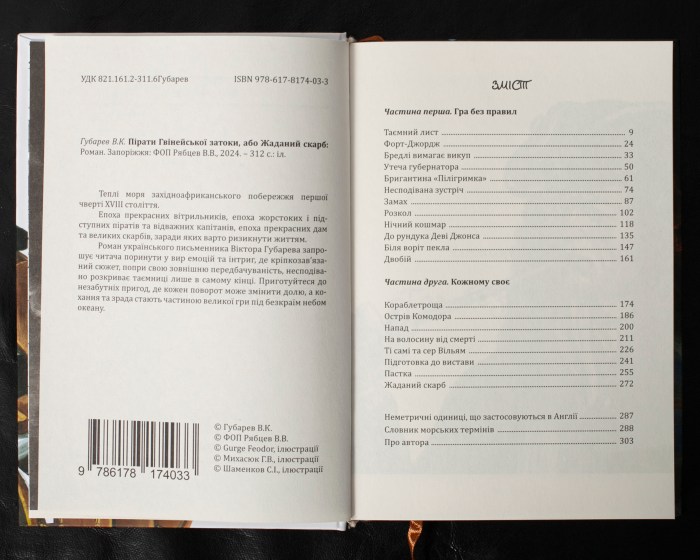 УДК 821.161.2-311.6Губарев
ISBN 978-617-8174-03-3
Губарев В.К. Пірати Гвінейської затоки, або Жаданий скарб:
Роман. Запоріжжя: ФОП Рябцев В.В., 2024. – 312 с.: іл.
Теплі моря західноафриканського побережжя першої
чверті XVIII століття.
Епоха прекрасних вітрильників, епоха жорстоких і під-
ступних піратів та відважних капітанів, епоха прекрасних дам
та великих скарбів, заради яких варто ризикнути життям.
Роман українського письменника Віктора Губарева запро-
шує читача поринути у вир емоцій та інтриг, де кріпкозав'яза-
ний сюжет, попри свою зовнішню передбачуваність, несподіва-
но розкриває таємниці лише в самому кінці. Приготуйтеся до
незабутніх пригод, де кожен поворот може змінити долю, а ко-
хання та зрада стають частиною великої гри під безкраїм небом
океану.
9 786178 174033
© Губарев В.К.
© ФОП Рябцев В.В.
© Gurge Feodor, ілюстрації
© Михасюк Г.В., ілюстрації
© Шаменков С.І., ілюстрації
ЗМІСТ
Частина перша. Гра без правил
Таємний лист 9
Форт-Джордж 24
Бредлі вимагає викуп 33
Утеча губернатора 50
Бригантина «Пілігримка» 61
Несподівана зустріч 74
Замах 87
Розкол 102
Нічний кошмар 118
До рундука Деві Джонса 135
Біля воріт пекла 147
Двобій 161
Частина друга. Кожному своє
Кораблетроща 174
Острів Комодора 186
Напад 200
На волосину від смерті 211
Ті самі та сер Вільям 226
Підготовка до вистави 241
Пастка 255
Жаданий скарб 272
Неметричні одиниці, що застосовуються в Англії 287
Словник морських термінів 288
Про автора 303